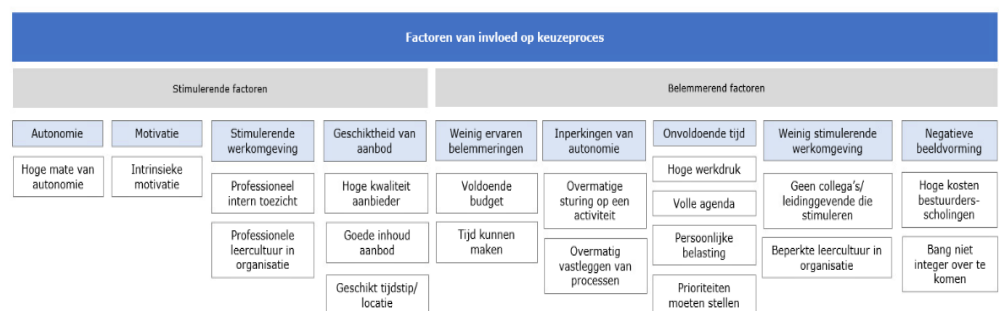 Factoren van invloed op keuzeproces
Stimulerende factoren
Belemmerend factoren
Autonomie
Hoge mate van
autonomie
Motivatie
Intrinsieke
motivatie
Stimulerende
werkomgeving
Professioneel
intern toezicht
Professionele
leercultuur in
organisatie
Geschiktheid van
aanbod
Hoge kwaliteit
aanbieder
Goede inhoud
aanbod
Geschikt tijdstip/
locatie
Weinig ervaren
belemmeringen
Voldoende
budget
Tijd kunnen
maken
Inperkingen van
autonomie
Overmatige
sturing op een
activiteit
Overmatig
vastleggen van
processen
Onvoldoende tijd
Hoge werkdruk
Volle agenda
Persoonlijke
belasting
Prioriteiten
moeten stellen
Weinig stimulerende
werkomgeving
Geen collega's/
leidinggevende die
stimuleren
Beperkte leercultuur in
organisatie
Negatieve
beeldvorming
Hoge kosten
bestuurders-
scholingen
Bang niet
integer over te
komen